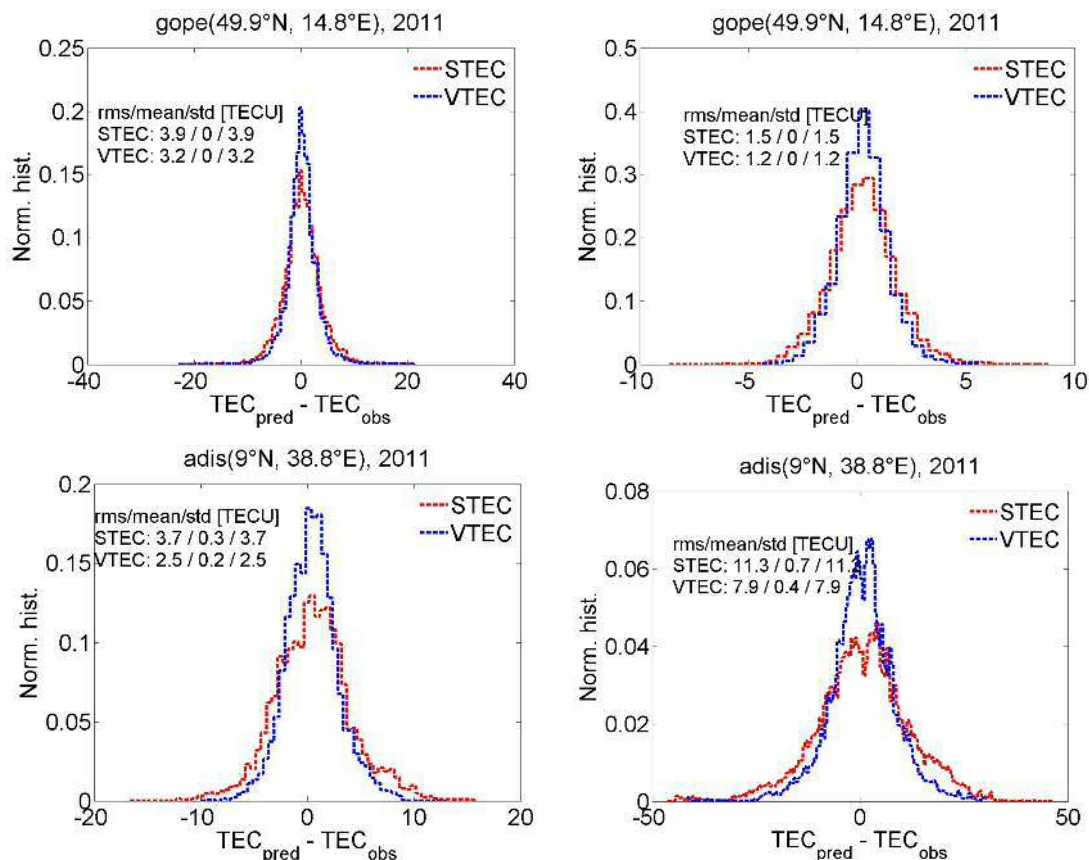 gope(49.9°N, 14.8°E), 2011
0.25
0.2
0.15
0.1
0.05
0
Norm. hist.
STEC
VTEC
rms/mean/std [TECU]
STEC: 3.9 / 0 / 3.9
VTEC: 3.2 / 0 / 3.2
-40 -20 0 20 40
TECpred - TECobs
gope(49.9°N, 14.8°E), 2011
0.5
0.4
0.3
0.2
0.1
0
Norm. hist.
STEC
VTEC
rms/mean/std [TECU]
STEC: 1.5 / 0 / 1.5
VTEC: 1.2 / 0 / 1.2
-10 -5 0 5 10
TECpred - TECobs
adis(9°N, 38.8°E), 2011
0.2
0.15
0.1
0.05
0
Norm. hist.
STEC
VTEC
rms/mean/std [TECU]
STEC: 3.7 / 0.3 / 3.7
VTEC: 2.5 / 0.2 / 2.5
-20 -10 0 10 20
TECpred - TECobs
adis(9°N, 38.8°E), 2011
0.08
0.06
0.04
0.02
0
Norm. hist.
STEC
VTEC
rms/mean/std [TECU]
STEC: 11.3 / 0.7 /
VTEC: 7.9 / 0.4 / 7.9
-50 0 50
TECpred - TECobs